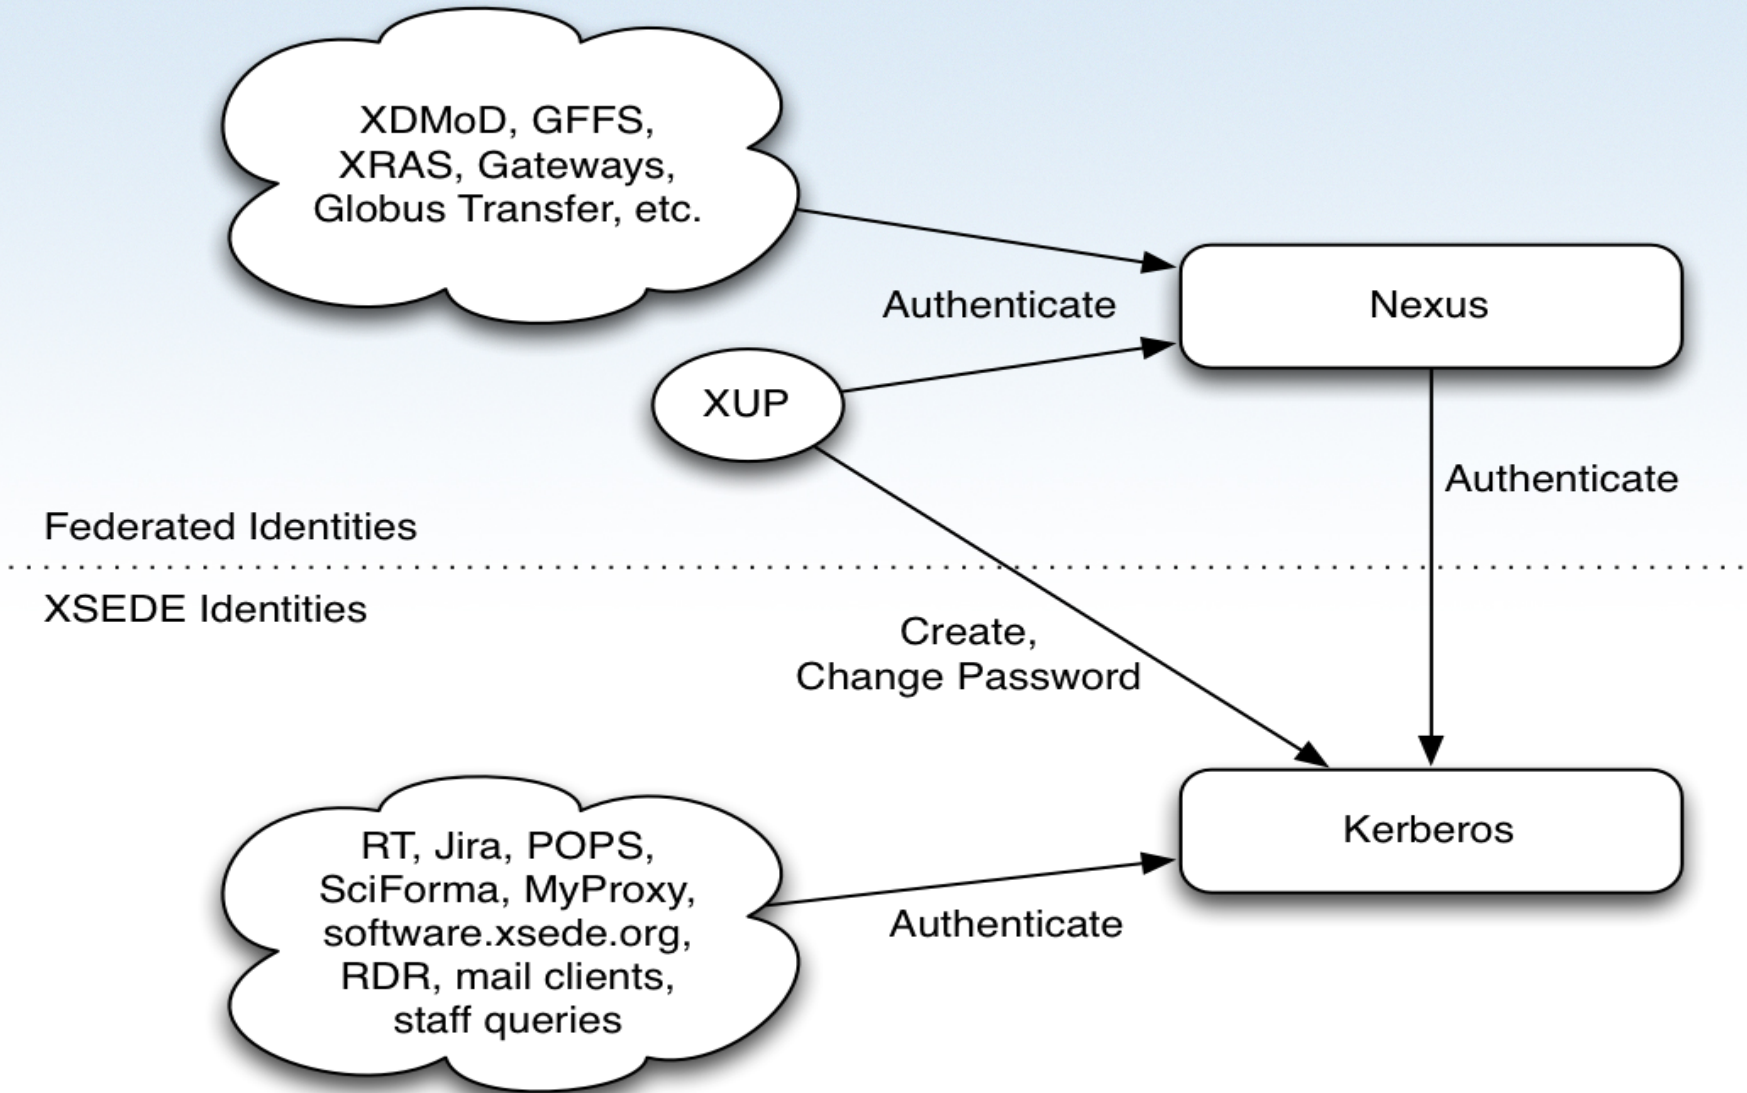 XDMoD, GFFS,
XRAS, Gateways,
Globus Transfer, etc.
Authenticate
Nexus
XUP
Authenticate
Federated Identities
XSEDE Identities
Create,
Change Password
RT, Jira, POPS,
SciForma, MyProxy,
software.xsede.org,
RDR, mail clients,
staff queries
Kerberos
Authenticate